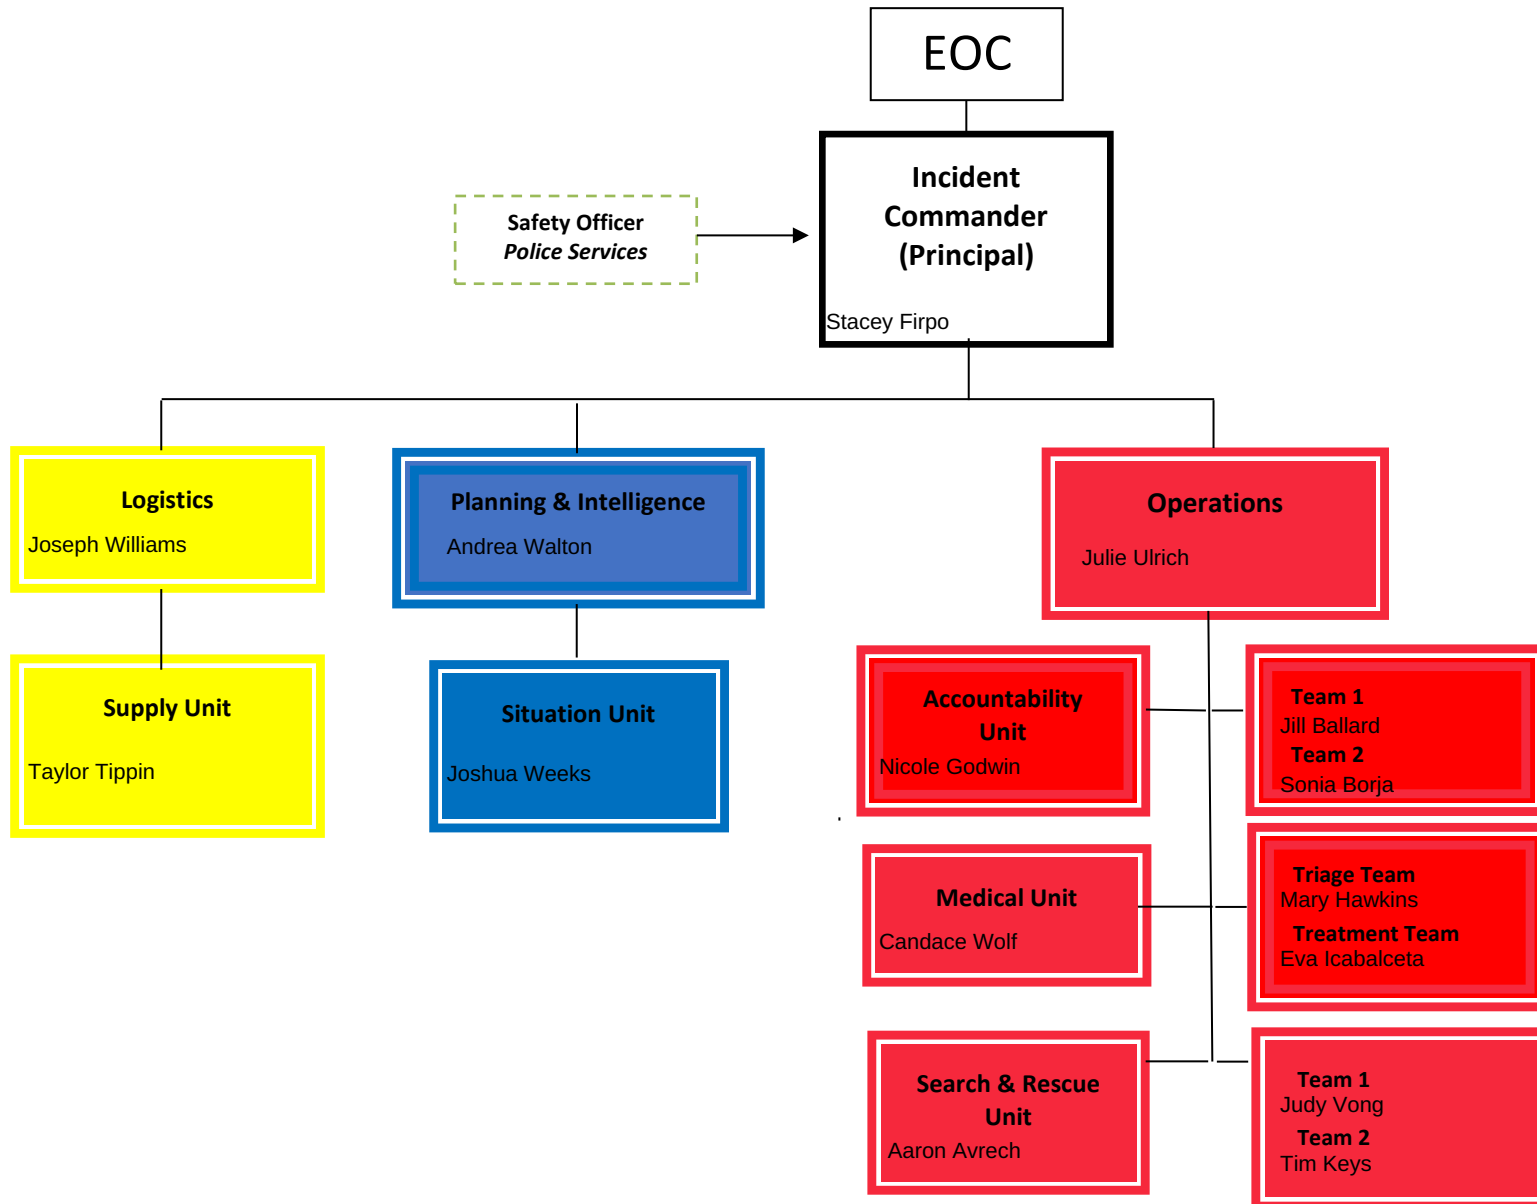 EOC
Incident
Commander
(Principal)
Stacey Firpo
Safety Officer
Police Services
Logistics
Joseph Williams
Planning & Intelligence
Andrea Walton
Operations
Julie Ulrich
Supply Unit
Taylor Tippin
Situation Unit
Joshua Weeks
Accountability
Unit
Nicole Godwin
Team 1
Jill Ballard
Team 2
Sonia Borja
Medical Unit
Candace Wolf
Triage Team
Mary Hawkins
Treatment Team
Eva Icabalceta
Search & Rescue
Unit
Aaron Avrech
Team 1
Judy Vong
Team 2
Tim Keys